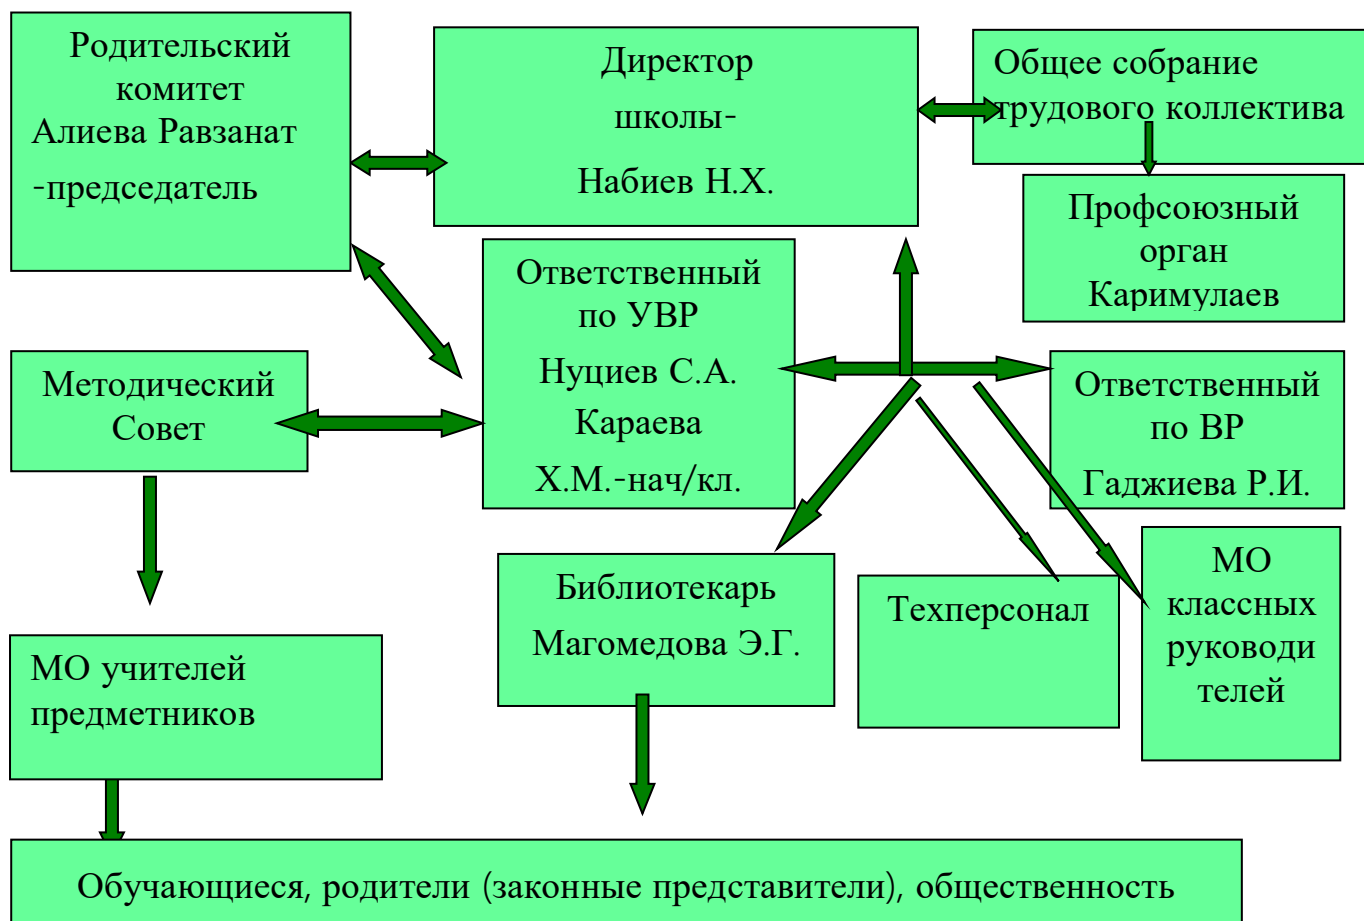 Родительский
комитет
Алиева Равзанат
-председатель
Директор
школы-
Набиев Н.Х.
Общее собрание
трудового коллектива
Профсоюзный
орган
Каримулаев
Ответственный
по УВР
Нуциев С.А.
Караева
Х.М.-нач/кл.
Методический
Совет
Ответственный
по ВР
Гаджиева Р.И.
Библиотекарь
Магомедова Э.Г.
Техперсонал
МО
классных
руководи
телей
МО учителей
предметников
Обучающиеся, родители (законные представители), общественность